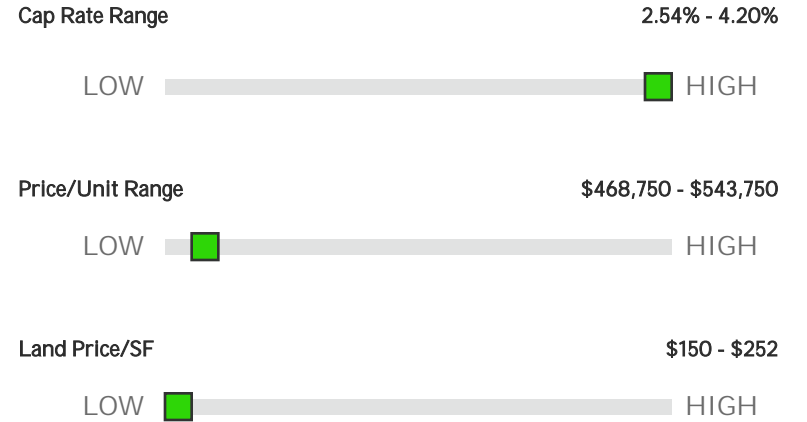 Cap Rate Range 2.54% - 4.20%
LOW HIGH
Price/Unit Range $468,750 - $543,750
LOW HIGH
Land Price/SF $150 - $252
LOW HIGH